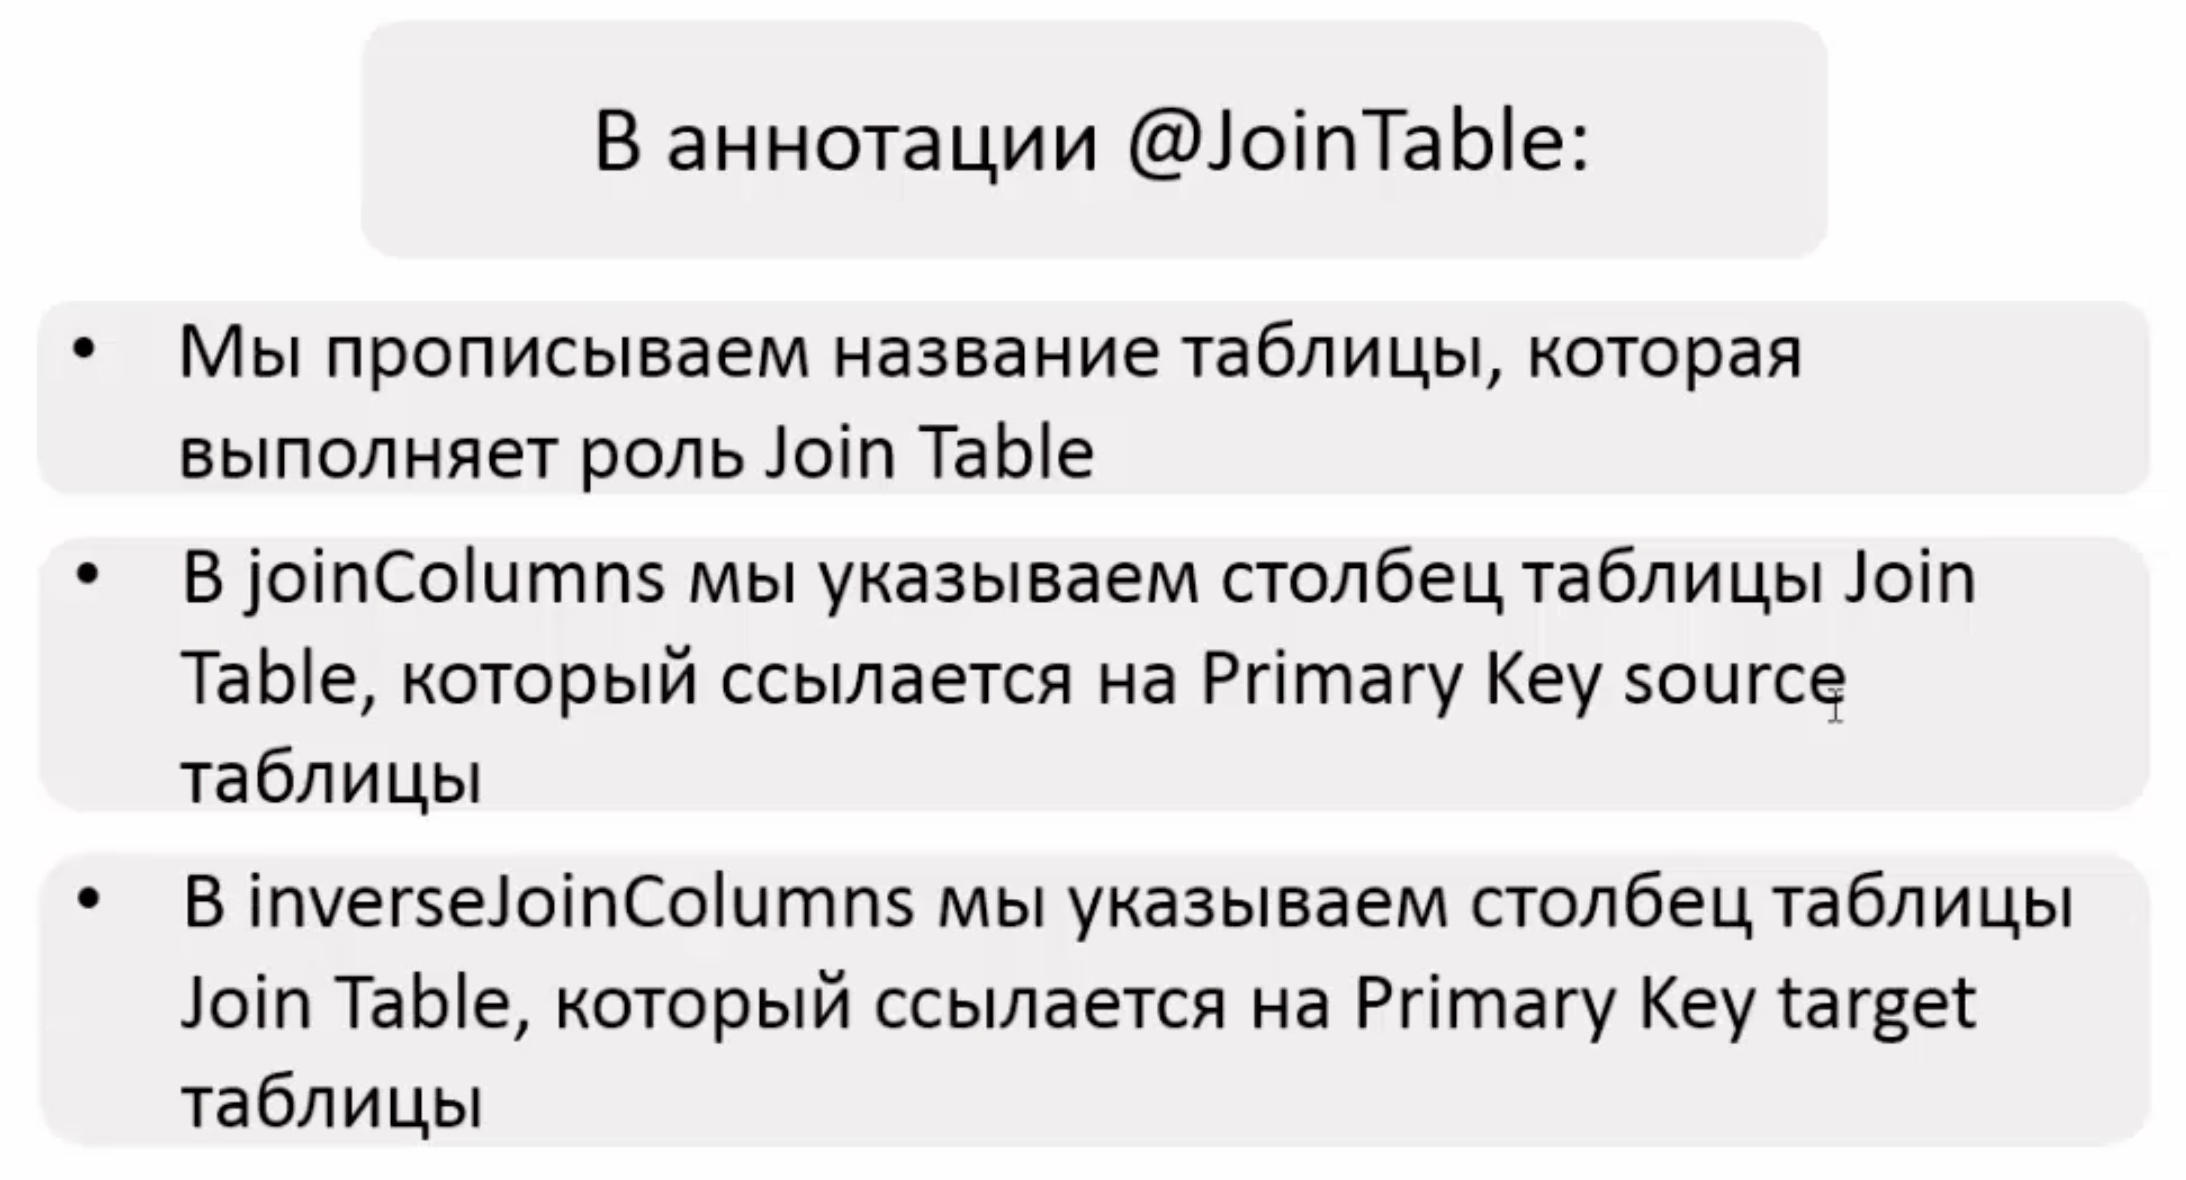 В аннотации @JoinTable:
• Мы прописываем название таблицы, которая
выполняет роль Join Table
• В joinColumns мы указываем столбец таблицы Join
Table, который ссылается на Primary Key source
таблицы
• В inverseJoinColumns мы указываем столбец таблицы
Join Table, который ссылается на Primary Key target
таблицы